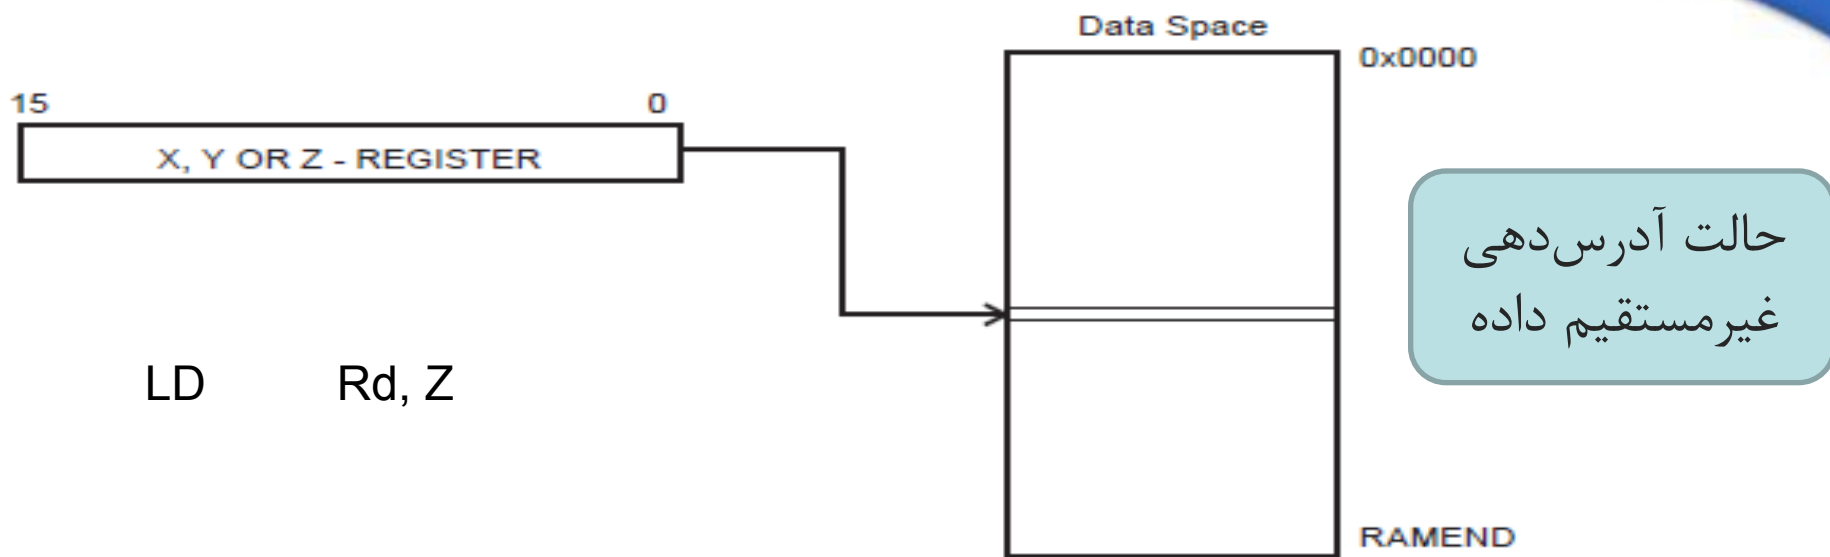 Data Space
0x0000
15 0
X, Y OR Z - REGISTER
حالت آدرس‌دهی
غیرمستقیم داده
LD Rd, Z
RAMEND